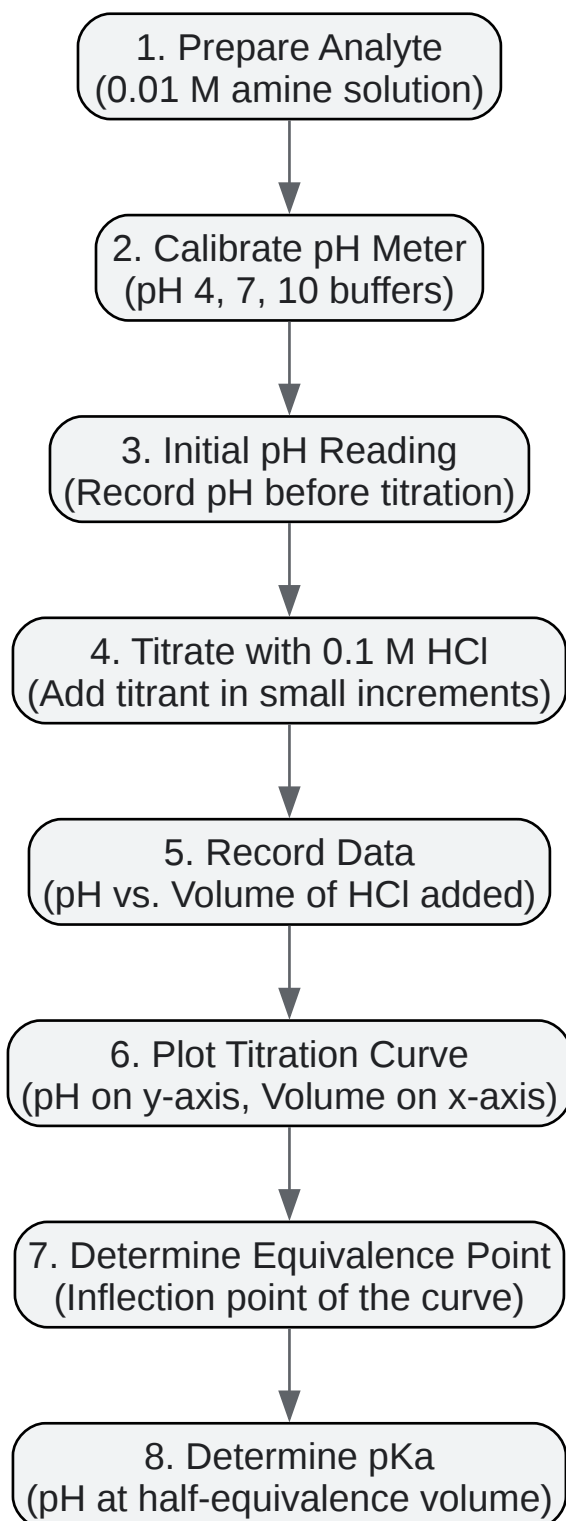 1. Prepare Analyte
(0.01 M amine solution)
2. Calibrate pH Meter
(pH 4, 7, 10 buffers)
3. Initial pH Reading
(Record pH before titration)
4. Titrate with 0.1 M HCl
(Add titrant in small increments)
5. Record Data
(pH vs. Volume of HCl added)
6. Plot Titration Curve
(pH on y-axis, Volume on x-axis)
7. Determine Equivalence Point
(Inflection point of the curve)
8. Determine pKa
(pH at half-equivalence volume)